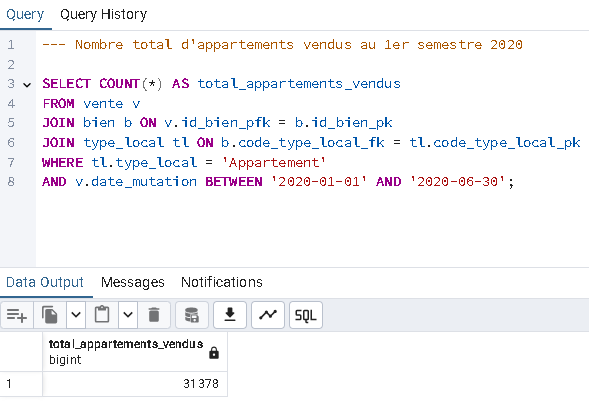 Query Query History
1 --- Nombre total d'appartements vendus au 1er semestre 2020
2
3 SELECT COUNT(*) AS total_appartements_vendus
4 FROM vente v
5 JOIN bien b ON v.id_bien_pfk = b.id_bien_pk
6 JOIN type_local tl ON b.code_type_local_fk = tl.code_type_local_pk
7 WHERE tl.type_local = 'Appartement'
8 AND v.date_mutation BETWEEN '2020-01-01' AND '2020-06-30';
Data Output Messages Notifications
SQL
total_appartements_vendus
bigint
1 31378